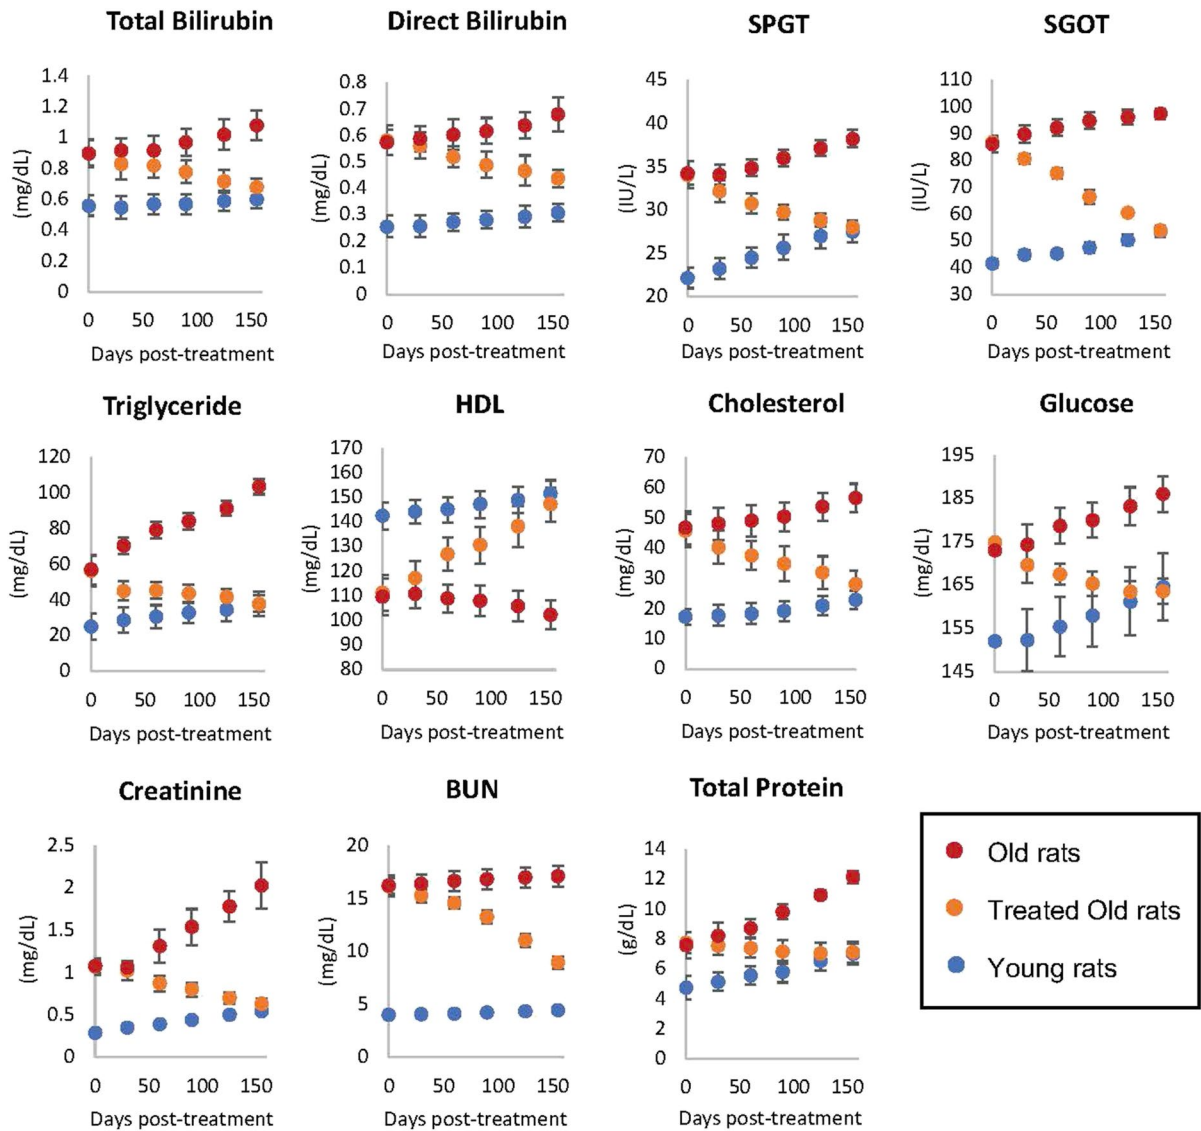 Total Bilirubin
Direct Bilirubin
SPGT
SGOT
1.4
1.2
1
0.8
0.6
0.4
0.2
0
(mg/dL)
0 50 100 150
Days post-treatment
0.8
0.7
0.6
0.5
0.4
0.3
0.2
0.1
0
(mg/dL)
0 50 100 150
Days post-treatment
45
40
35
30
25
20
(IU/L)
0 50 100 150
Days post-treatment
110
100
90
80
70
60
50
40
30
(IU/L)
0 50 100 150
Days post-treatment
Triglyceride
HDL
Cholesterol
Glucose
120
100
80
60
40
20
0
(mg/dL)
0 50 100 150
Days post-treatment
170
160
150
140
130
120
110
100
90
80
(mg/dL)
0 50 100 150
Days post-treatment
70
60
50
40
30
20
10
0
(mg/dL)
0 50 100 150
Days post-treatment
195
185
175
165
155
145
(mg/dL)
0 50 100 150
Days post-treatment
Creatinine
BUN
Total Protein
2.5
2
1.5
1
0.5
0
(mg/dL)
0 50 100 150
Days post-treatment
20
15
10
5
0
(mg/dL)
0 50 100 150
Days post-treatment
14
12
10
8
6
4
2
0
(g/dL)
0 50 100 150
Days post-treatment
Old rats
Treated Old rats
Young rats